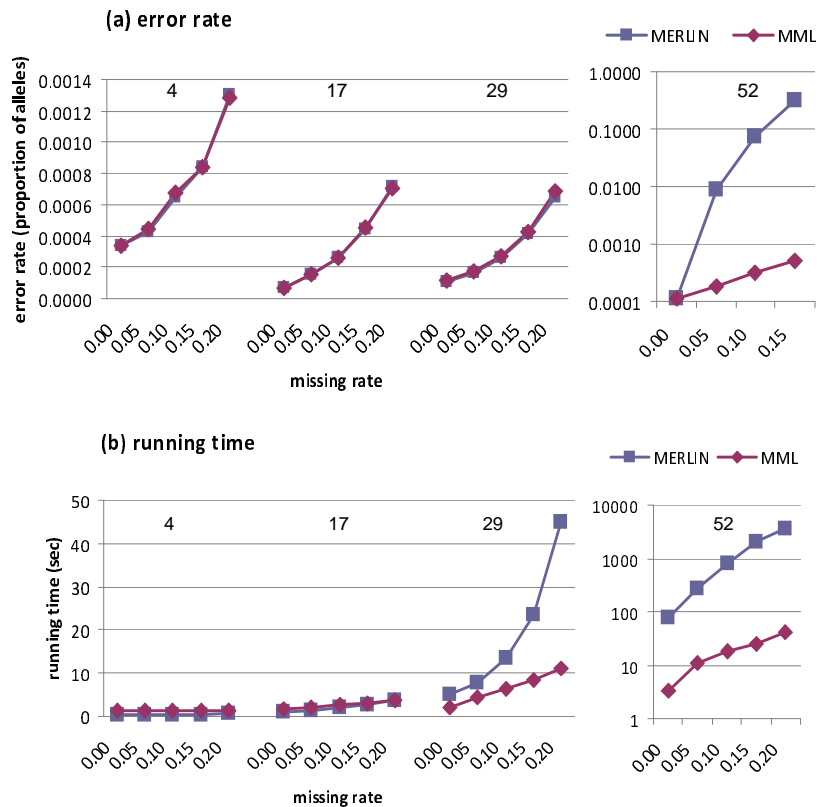 (a) error rate
MERLIN MML
error rate (proportion of alleles)
0.0014
0.0012
0.0010
0.0008
0.0006
0.0004
0.0002
0.0000
4 17 29
0.00 0.05 0.10 0.15 0.20 0.00 0.05 0.10 0.15 0.20 0.00 0.05 0.10 0.15 0.20
missing rate
1.0000
0.1000
0.0100
0.0010
0.0001
52
0.00 0.05 0.10 0.15
(b) running time
MERLIN MML
running time (sec)
50
40
30
20
10
0
4 17 29
0.00 0.05 0.10 0.15 0.20 0.00 0.05 0.10 0.15 0.20 0.00 0.05 0.10 0.15 0.20
missing rate
10000
1000
100
10
1
52
0.00 0.05 0.10 0.15 0.20